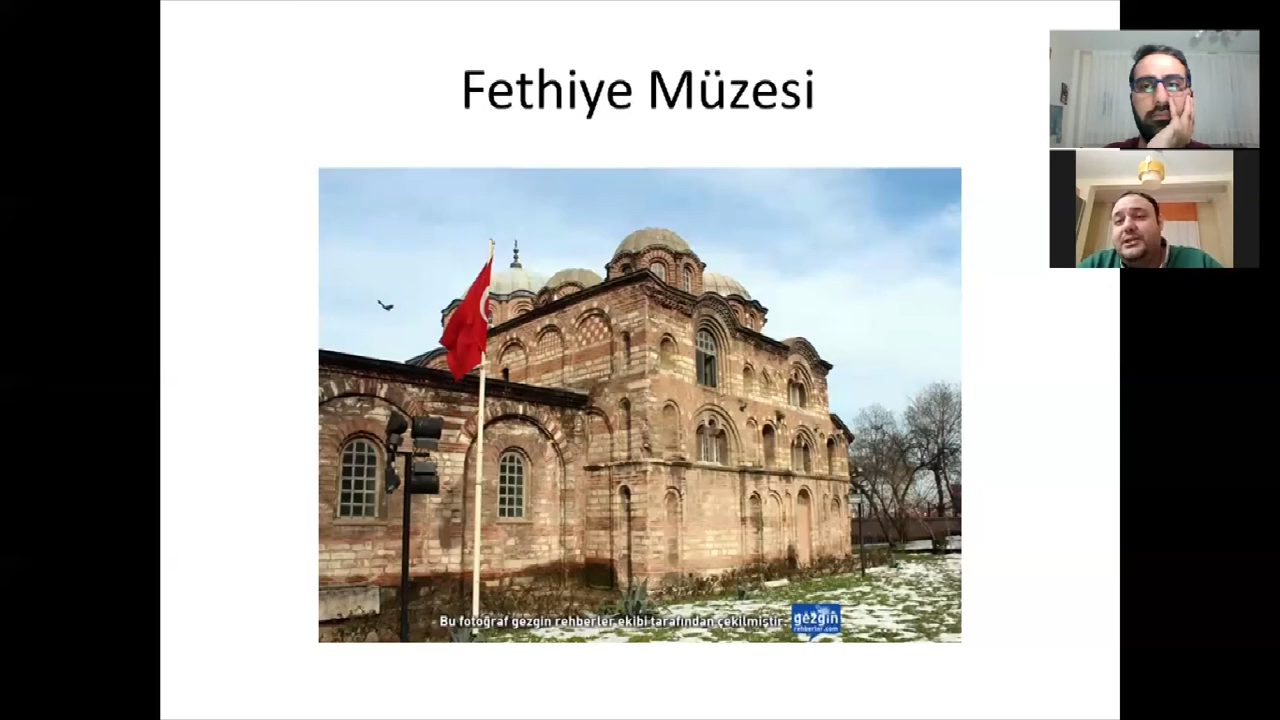 Fethiye Müzesi
Bu fotoğraf gezgin rehberler ekibi tarafından çekilmiştir
gezgin
rehberler.com